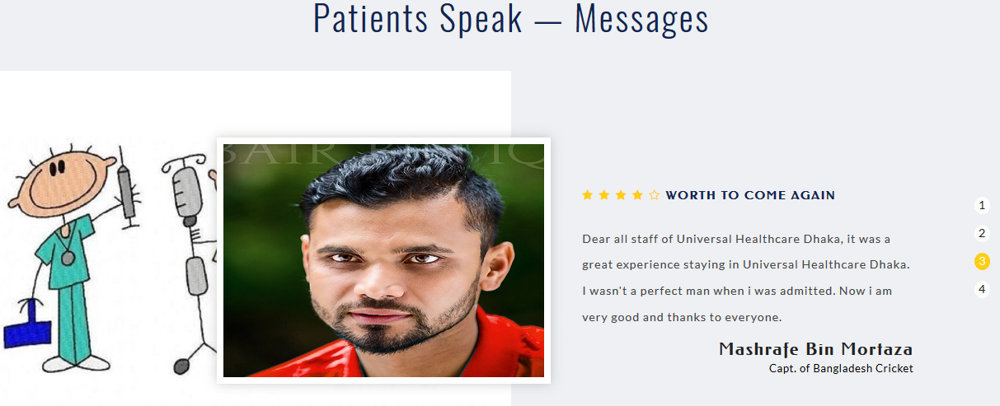 Patients Speak — Messages
WORTH TO COME AGAIN
Dear all staff of Universal Healthcare Dhaka, it was a
great experience staying in Universal Healthcare Dhaka.
I wasn't a perfect man when i was admitted. Now i am
very good and thanks to everyone.
Mashrafe Bin Mortaza
Capt. of Bangladesh Cricket
1
2
3
4